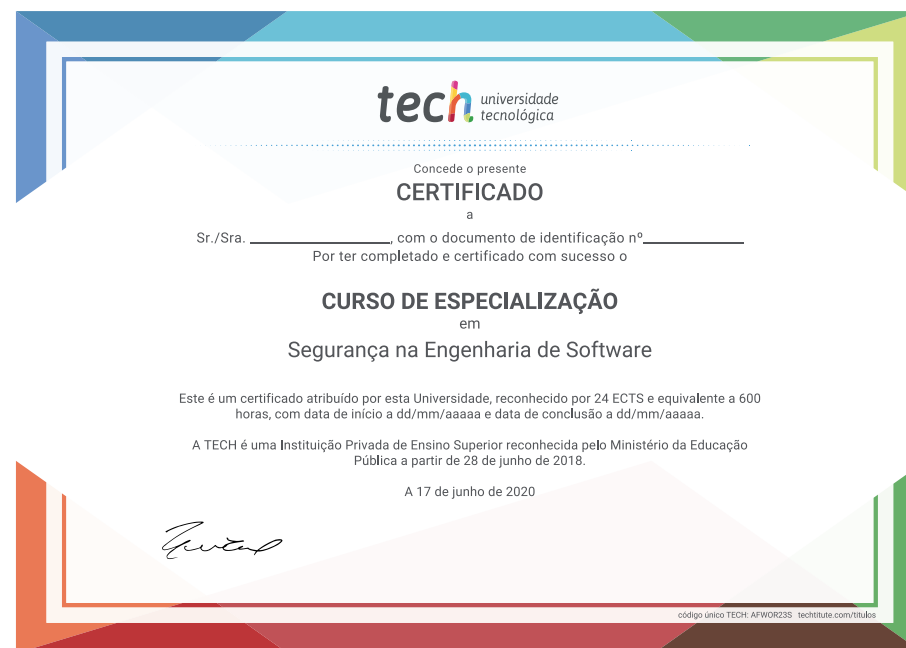 tech universidade
tecnológica
Concede o presente
CERTIFICADO
a
Sr./Sra. ________________, com o documento de identificação nº____________
Por ter completado e certificado com sucesso o
CURSO DE ESPECIALIZAÇÃO
em
Segurança na Engenharia de Software
Este é um certificado atribuído por esta Universidade, reconhecido por 24 ECTS e equivalente a 600
horas, com data de início a dd/mm/aaaaa e data de conclusão a dd/mm/aaaaa.
A TECH é uma Instituição Privada de Ensino Superior reconhecida pelo Ministério da Educação
Pública a partir de 28 de junho de 2018.
A 17 de junho de 2020
código único TECH: AFWOR23S techtitute.com/titulos